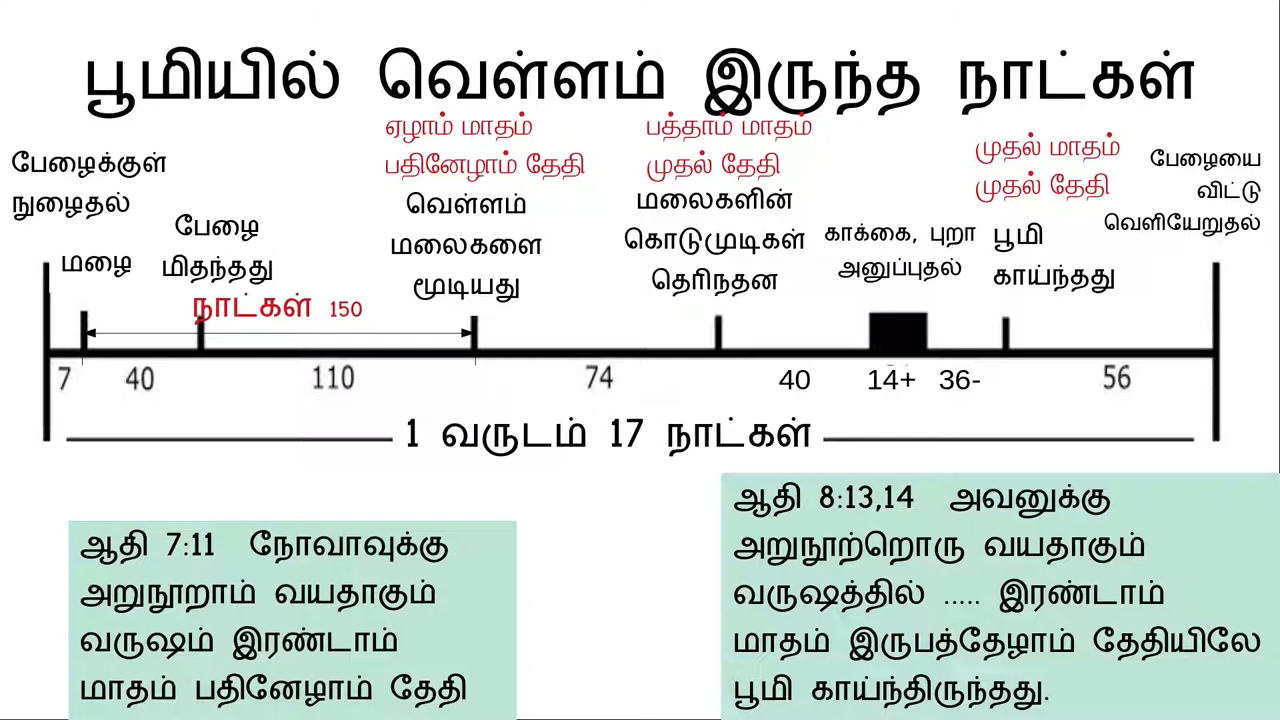 பூமியில் வெள்ளம் இருந்த நாட்கள்
பேழைக்குள்
நுழைதல்
மழை
பேழை
மிதந்தது
நாட்கள் 150
ஏழாம் மாதம்
பதினேழாம் தேதி
வெள்ளம்
மலைகளை
மூடியது
பத்தாம் மாதம்
முதல் தேதி
மலைகளின்
கொடுமுடிகள்
தெரிநதன
காக்கை, புறா
அனுப்புதல்
முதல் மாதம்
முதல் தேதி
பூமி
காய்ந்தது
பேழையை
விட்டு
வெளியேறுதல்
7 40 110 74 40 14+ 36- 56
1 வருடம் 17 நாட்கள்
ஆதி 7:11 நோவாவுக்கு
அறுநூறாம் வயதாகும்
வருஷம் இரண்டாம்
மாதம் பதினேழாம் தேதி
ஆதி 8:13,14 அவனுக்கு
அறுநூற்றொரு வயதாகும்
வருஷத்தில் ..... இரண்டாம்
மாதம் இருபத்தேழாம் தேதியிலே
பூமி காய்ந்திருந்தது.